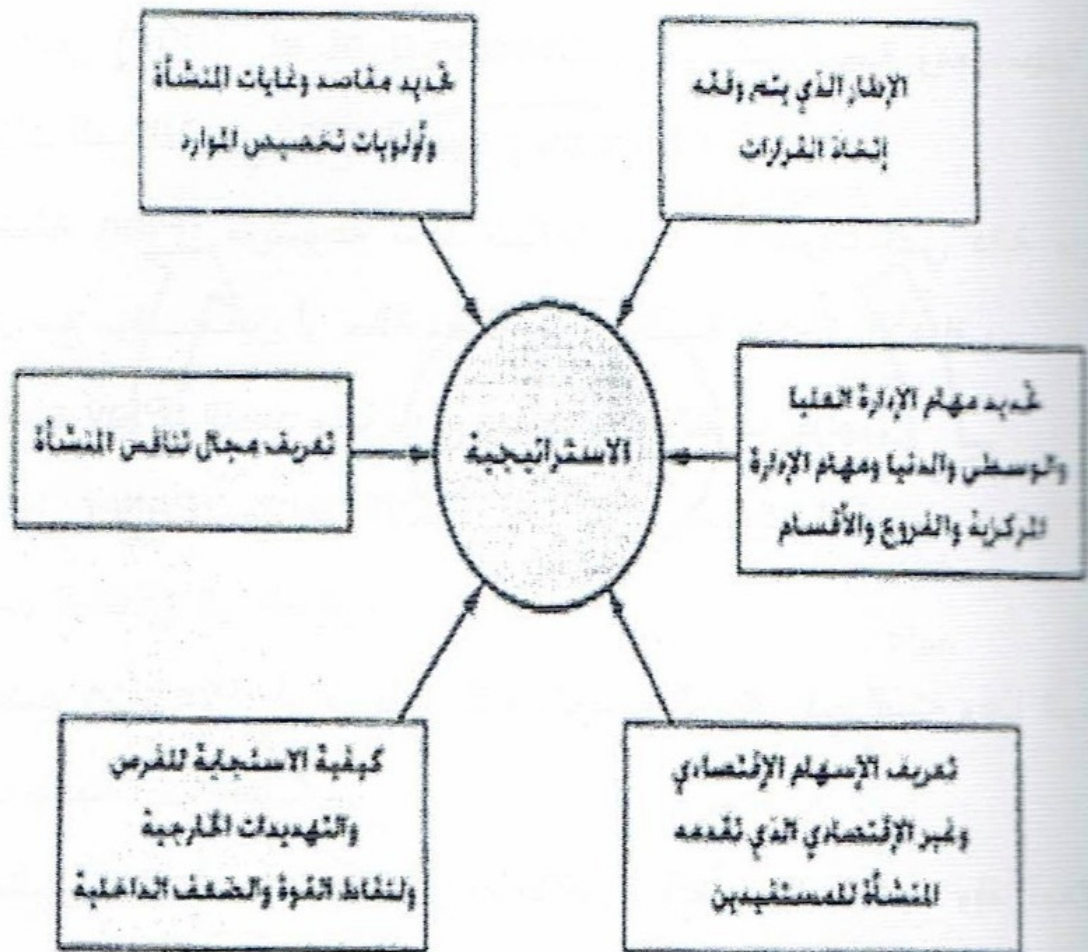 الإطار الذي يتم وفقه
إتخاذ القرارات
تحديد مقاصد وغايات المنشأة
وأولويات تخصيص الموارد
تحديد مهام الإدارة العليا
والوسطى والدنيا ومهام الإدارة
المركزية والفروع والأقسام
الاستراتيجية
تعريف مجال تنافس المنشأة
تعريف الإسهام الإقتصادي
وغير الإقتصادي الذي تقدمه
المنشأة للمستفيدين
كيفية الاستجابة للفرص
والتهديدات الخارجية
ولنقاط القوة والضعف الداخلية